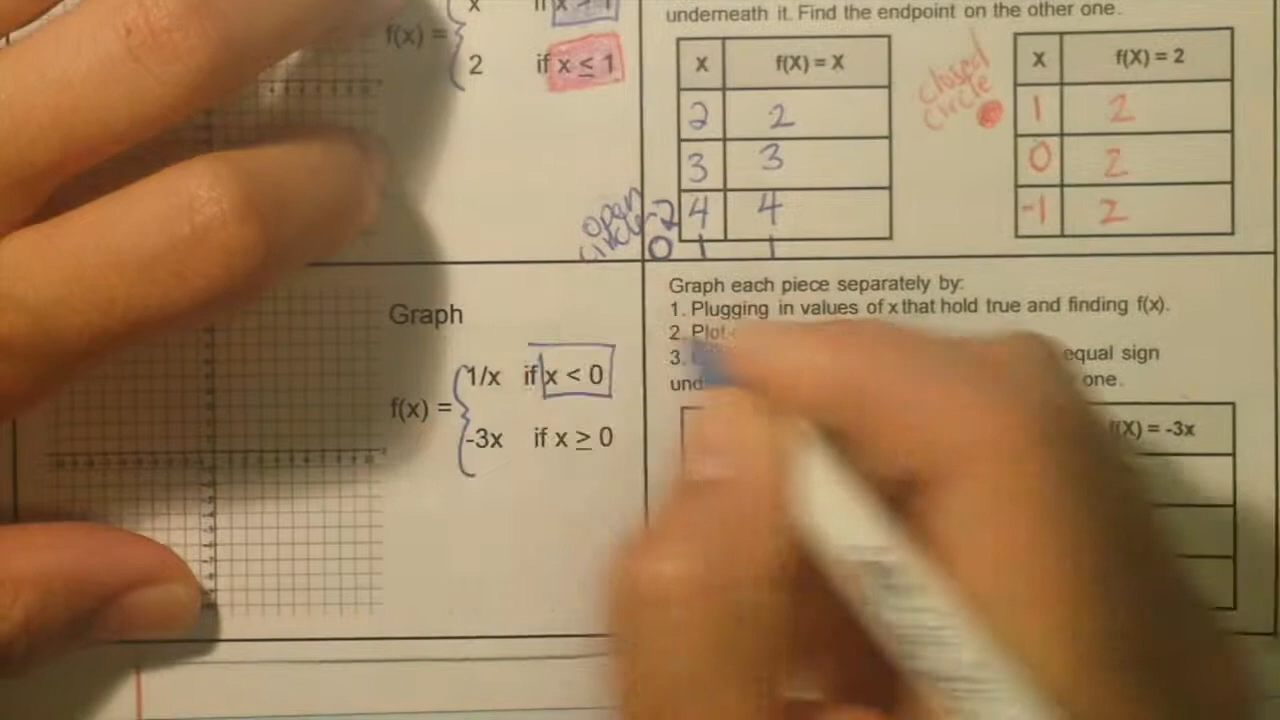 f(x) =
x if x > 1
2 if x ≤ 1
underneath it. Find the endpoint on the other one.
X f(X) = X
2 2
3 3
4 4
1 1
open
circle
closed
circle
X f(X) = 2
1 2
0 2
-1 2
Graph
f(x) =
1/x if x < 0
-3x if x ≥ 0
Graph each piece separately by:
1. Plugging in values of x that hold true and finding f(x).
2. Plot
3. equal sign
one.
f(X) = -3x